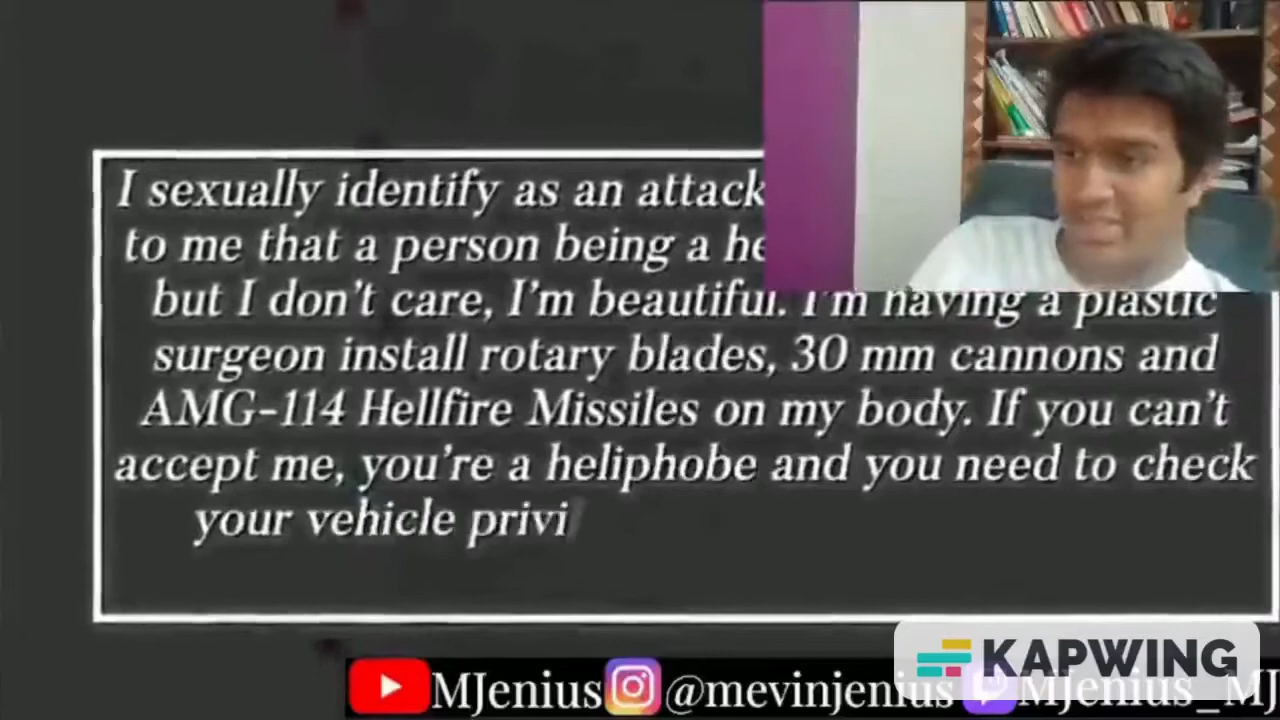 I sexually identify as an attack
to me that a person being a he
but I don't care, I'm beautiful. I'm having a plastic
surgeon install rotary blades, 30 mm cannons and
AMG-114 Hellfire Missiles on my body. If you can't
accept me, you're a heliphobe and you need to check
your vehicle privi
KAPWING
MJenius @mevinjenius MJenius_MJ